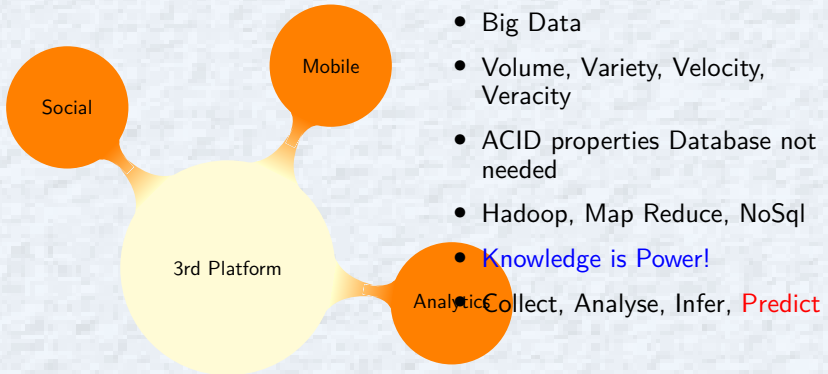 Social
Mobile
3rd Platform
Analytics
• Big Data
• Volume, Variety, Velocity,
Veracity
• ACID properties Database not
needed
• Hadoop, Map Reduce, NoSql
• Knowledge is Power!
• Collect, Analyse, Infer, Predict